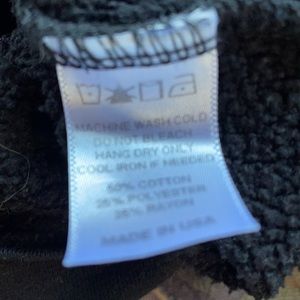 MACHINE WASH COLD
DO NOT BLEACH
HANG DRY ONLY
COOL IRON IF NEEDED
50% COTTON
25% POLYESTER
25% RAYON
MADE IN USA